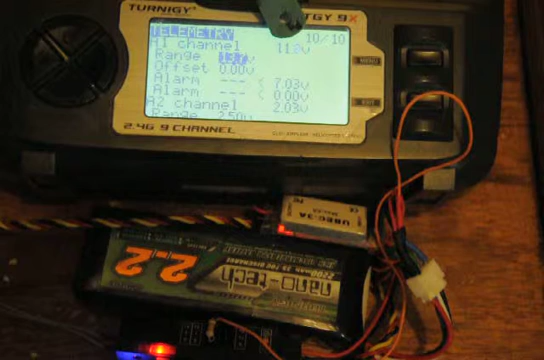 TURNIGY
TGY 9X
TELEMETRY 10/10
A1 channel 11.8v
Range 13.7v
Offset 0.00v
Alarm --- < 7.03v
Alarm --- < 0.00v
A2 channel 2.03v
Range 2.50v
MENU
EXIT
2.4G 9 CHANNEL
UBEC-3A
nano-tech
2.2